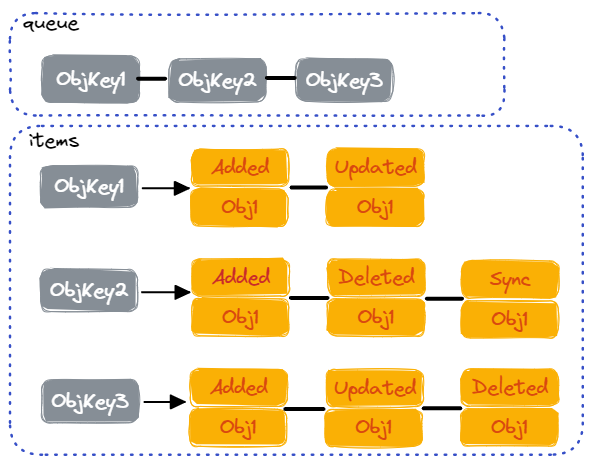 queue
ObjKey1 ObjKey2 ObjKey3
items
ObjKey1 Added Updated
Obj1 Obj1
ObjKey2 Added Deleted Sync
Obj1 Obj1 Obj1
ObjKey3 Added Updated Deleted
Obj1 Obj1 Obj1